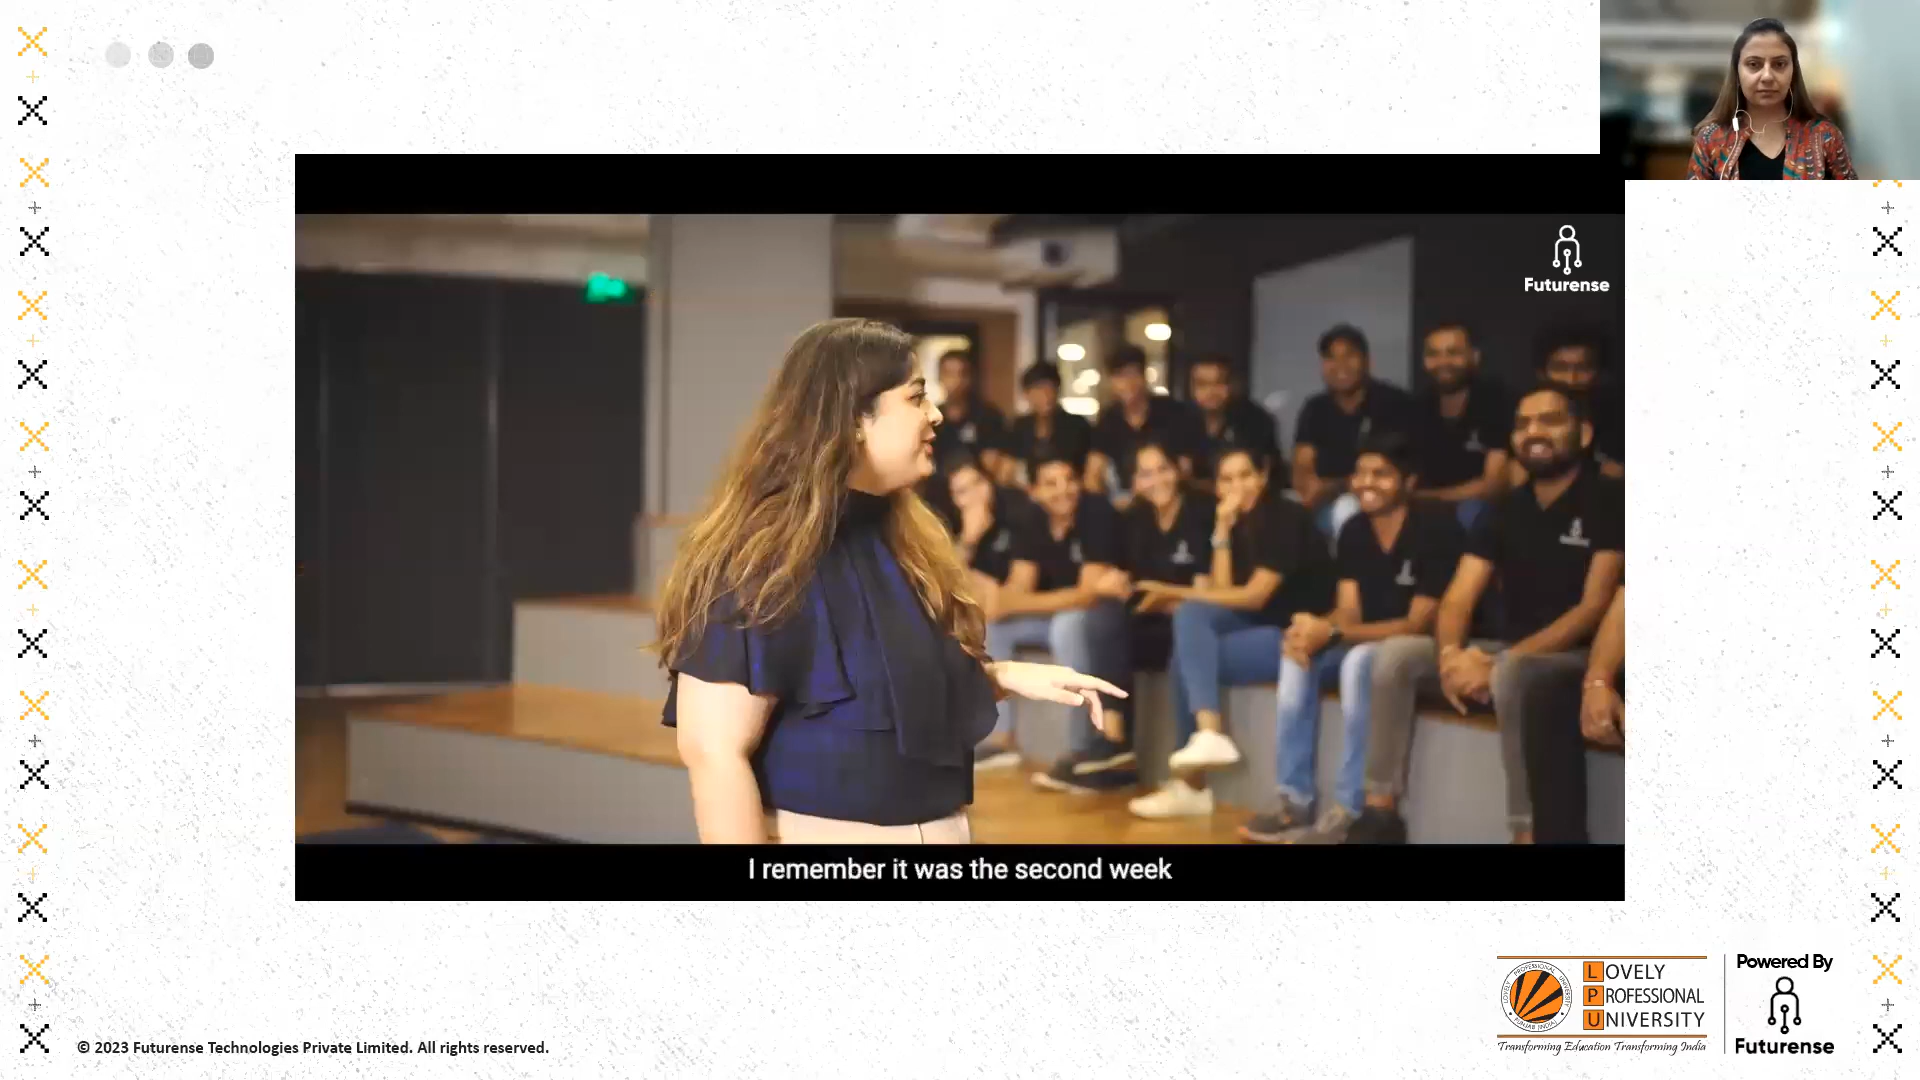 Futurense
I remember it was the second week
LOVELY
PROFESSIONAL
UNIVERSITY
Transforming Education Transforming India
Powered By
Futurense
© 2023 Futurense Technologies Private Limited. All rights reserved.